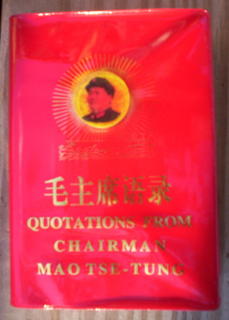 毛主席语录
QUOTATIONS FROM
CHAIRMAN
MAO TSE-TUNG